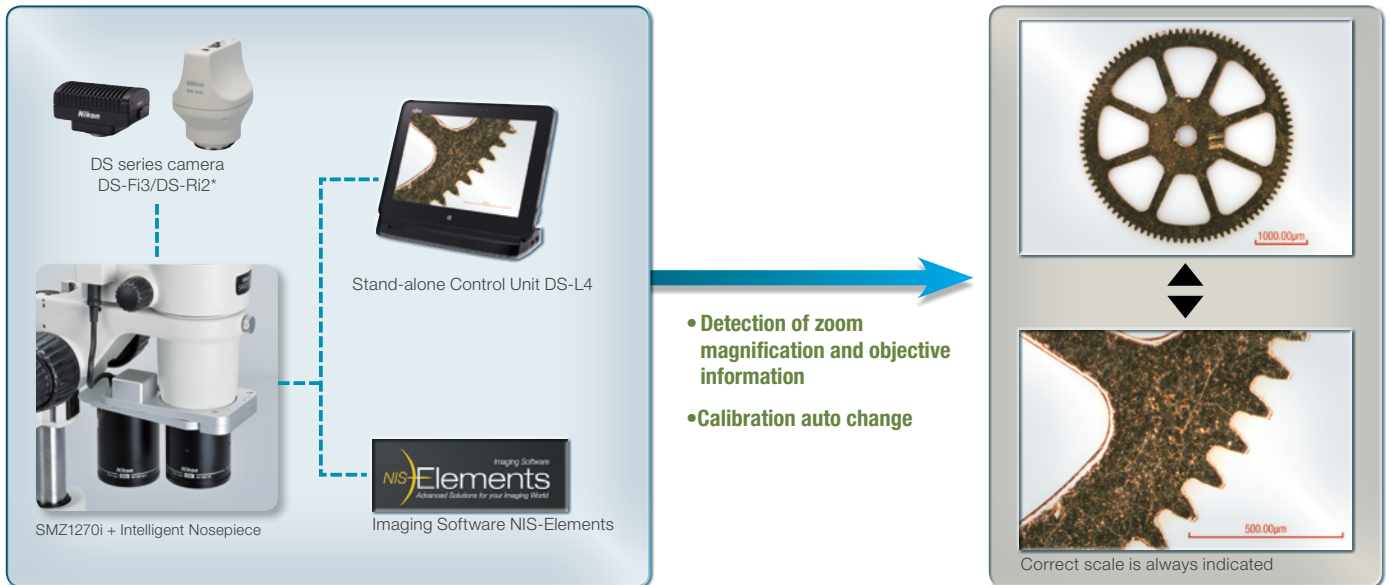 Nikon
DS series camera
DS-Fi3/DS-Ri2*
SMZ1270i + Intelligent Nosepiece
Nikon
Nikon
Stand-alone Control Unit DS-L4
Imaging Software
NIS-Elements
Advanced Solutions for your Imaging World
Imaging Software NIS-Elements
• Detection of zoom
magnification and objective
information
•Calibration auto change
1000.00µm
500.00µm
Correct scale is always indicated